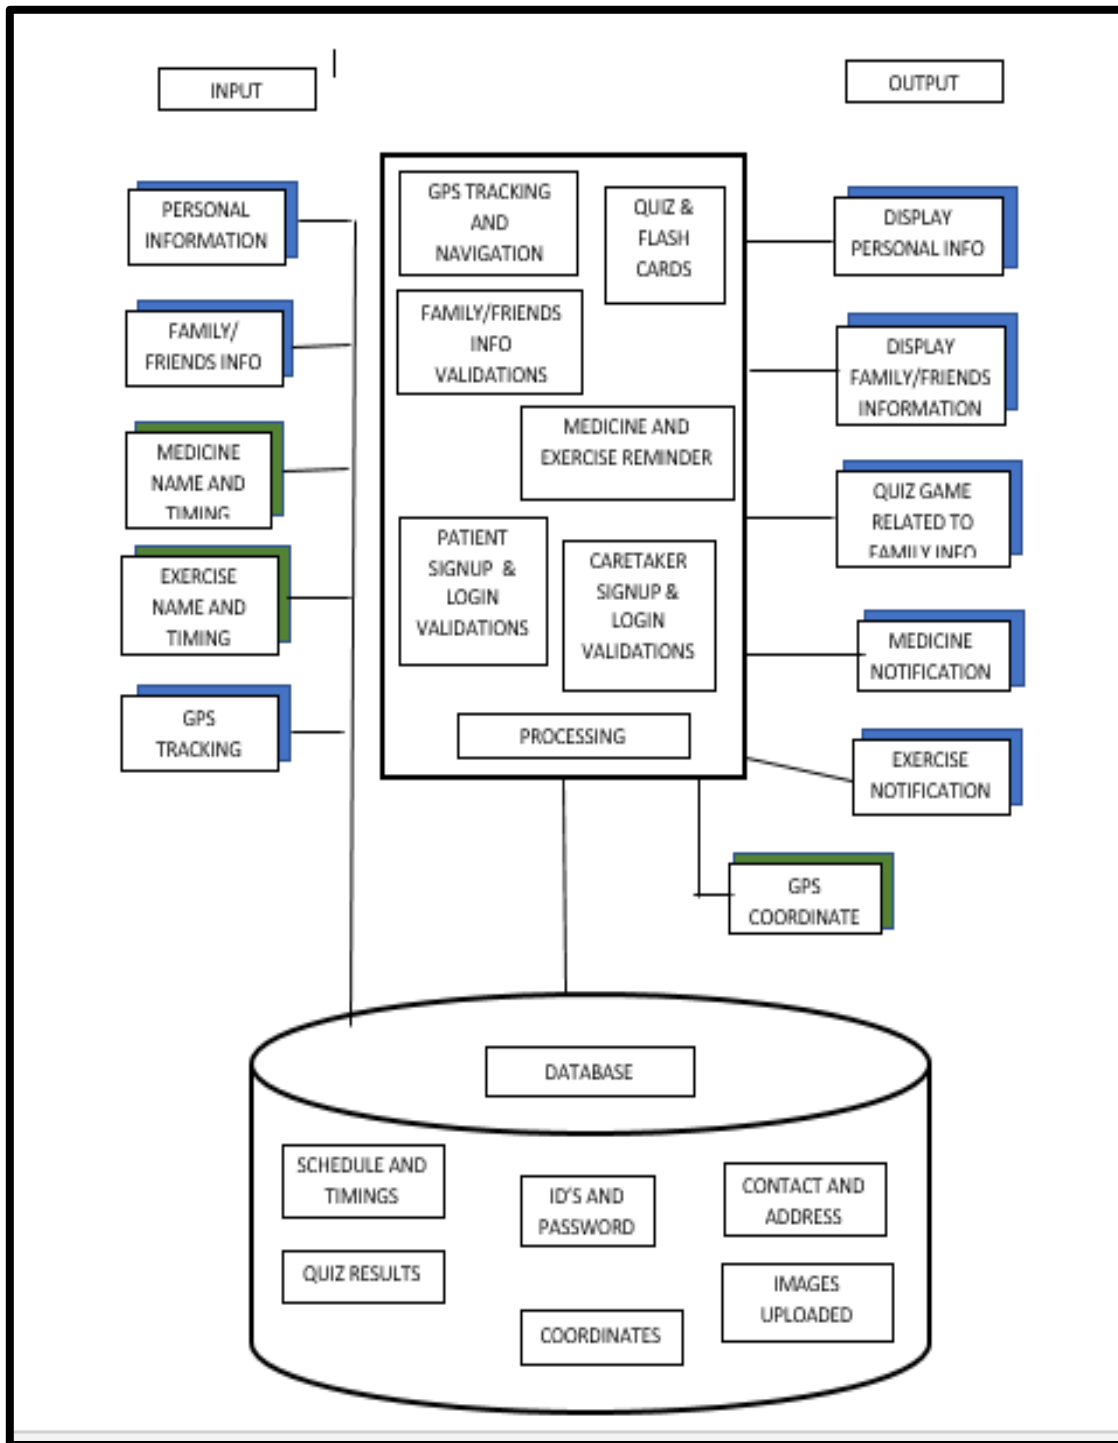 INPUT
OUTPUT
PERSONAL
INFORMATION
FAMILY/
FRIENDS INFO
MEDICINE
NAME AND
TIMING
EXERCISE
NAME AND
TIMING
GPS
TRACKING
GPS TRACKING
AND
NAVIGATION
QUIZ &
FLASH
CARDS
FAMILY/FRIENDS
INFO
VALIDATIONS
MEDICINE AND
EXERCISE REMINDER
PATIENT
SIGNUP &
LOGIN
VALIDATIONS
CARETAKER
SIGNUP &
LOGIN
VALIDATIONS
PROCESSING
DISPLAY
PERSONAL INFO
DISPLAY
FAMILY/FRIENDS
INFORMATION
QUIZ GAME
RELATED TO
FAMILY INFO
MEDICINE
NOTIFICATION
EXERCISE
NOTIFICATION
GPS
COORDINATE
DATABASE
SCHEDULE AND
TIMINGS
ID'S AND
PASSWORD
CONTACT AND
ADDRESS
QUIZ RESULTS
COORDINATES
IMAGES
UPLOADED